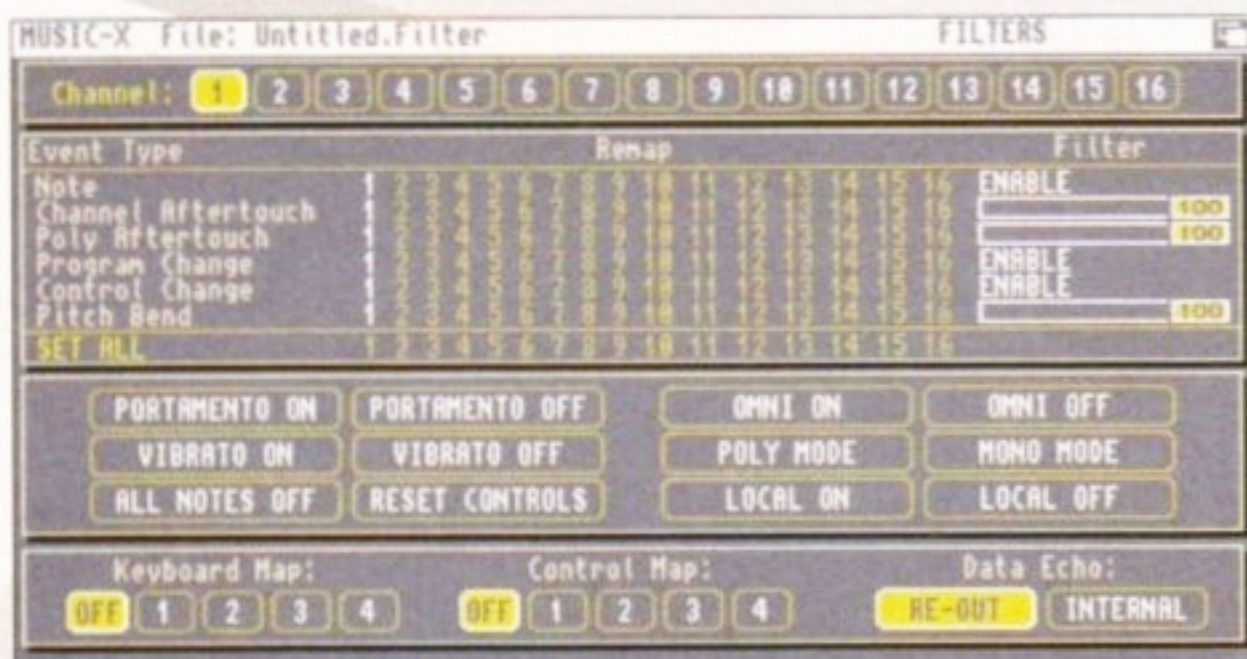 MUSIC-X File: Untitled.Filter FILTERS
Channel: 1 2 3 4 5 6 7 8 9 10 11 12 13 14 15 16
Event Type Remap Filter
Note 1 2 3 4 5 6 7 8 9 10 11 12 13 14 15 16 ENABLE
Channel Aftertouch 1 2 3 4 5 6 7 8 9 10 11 12 13 14 15 16 100
Poly Aftertouch 1 2 3 4 5 6 7 8 9 10 11 12 13 14 15 16 100
Program Change 1 2 3 4 5 6 7 8 9 10 11 12 13 14 15 16 ENABLE
Control Change 1 2 3 4 5 6 7 8 9 10 11 12 13 14 15 16 ENABLE
Pitch Bend 1 2 3 4 5 6 7 8 9 10 11 12 13 14 15 16 100
SET ALL 1 2 3 4 5 6 7 8 9 10 11 12 13 14 15 16
PORTAMENTO ON PORTAMENTO OFF OMNI ON OMNI OFF
VIBRATO ON VIBRATO OFF POLY MODE MONO MODE
ALL NOTES OFF RESET CONTROLS LOCAL ON LOCAL OFF
Keyboard Map: Control Map: Data Echo:
OFF 1 2 3 4 OFF 1 2 3 4 RE-OUT INTERNAL